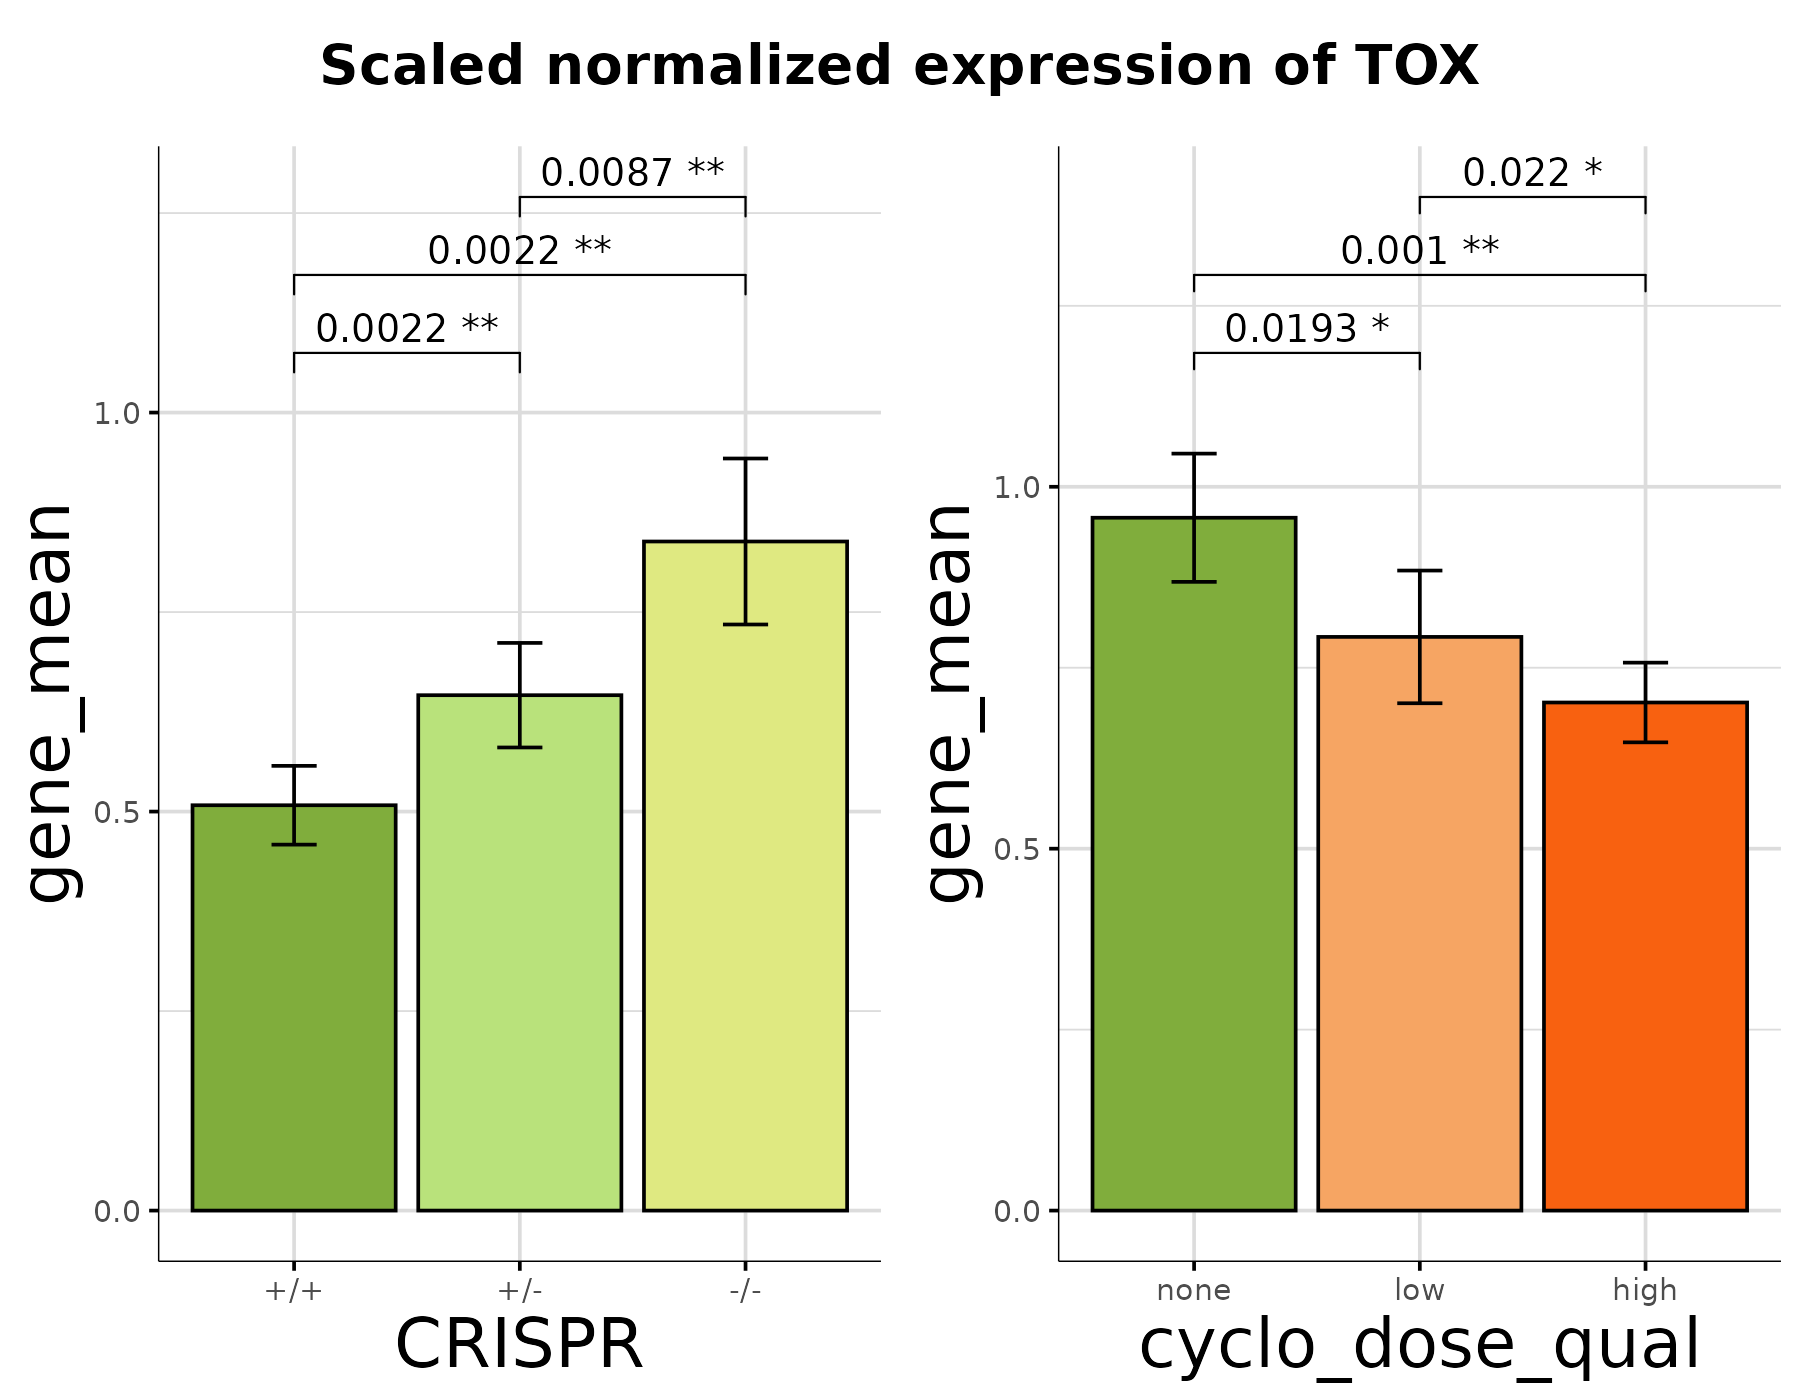 Scaled normalized expression of TOX
gene_mean
0.0087 **
0.0022 **
0.0022 **
1.0
0.5
0.0
+/+ +/- -/-
CRISPR
gene_mean
0.022 *
0.001 **
0.0193 *
1.0
0.5
0.0
none low high
cyclo_dose_qual